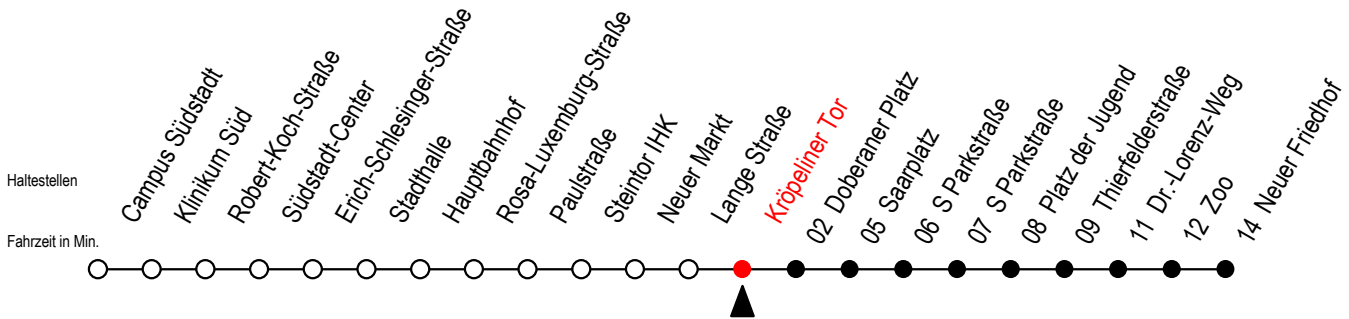 Haltestellen
Campus Südstadt
Klinikum Süd
Robert-Koch-Straße
Südstadt-Center
Erich-Schlesinger-Straße
Stadthalle
Hauptbahnhof
Rosa-Luxemburg-Straße
Paulstraße
Steintor IHK
Neuer Markt
Lange Straße
Kröpeliner Tor
02 Doberaner Platz
05 Saarplatz
06 S Parkstraße
07 S Parkstraße
08 Platz der Jugend
09 Thierfelderstraße
11 Dr.-Lorenz-Weg
12 Zoo
14 Neuer Friedhof
Fahrzeit in Min.